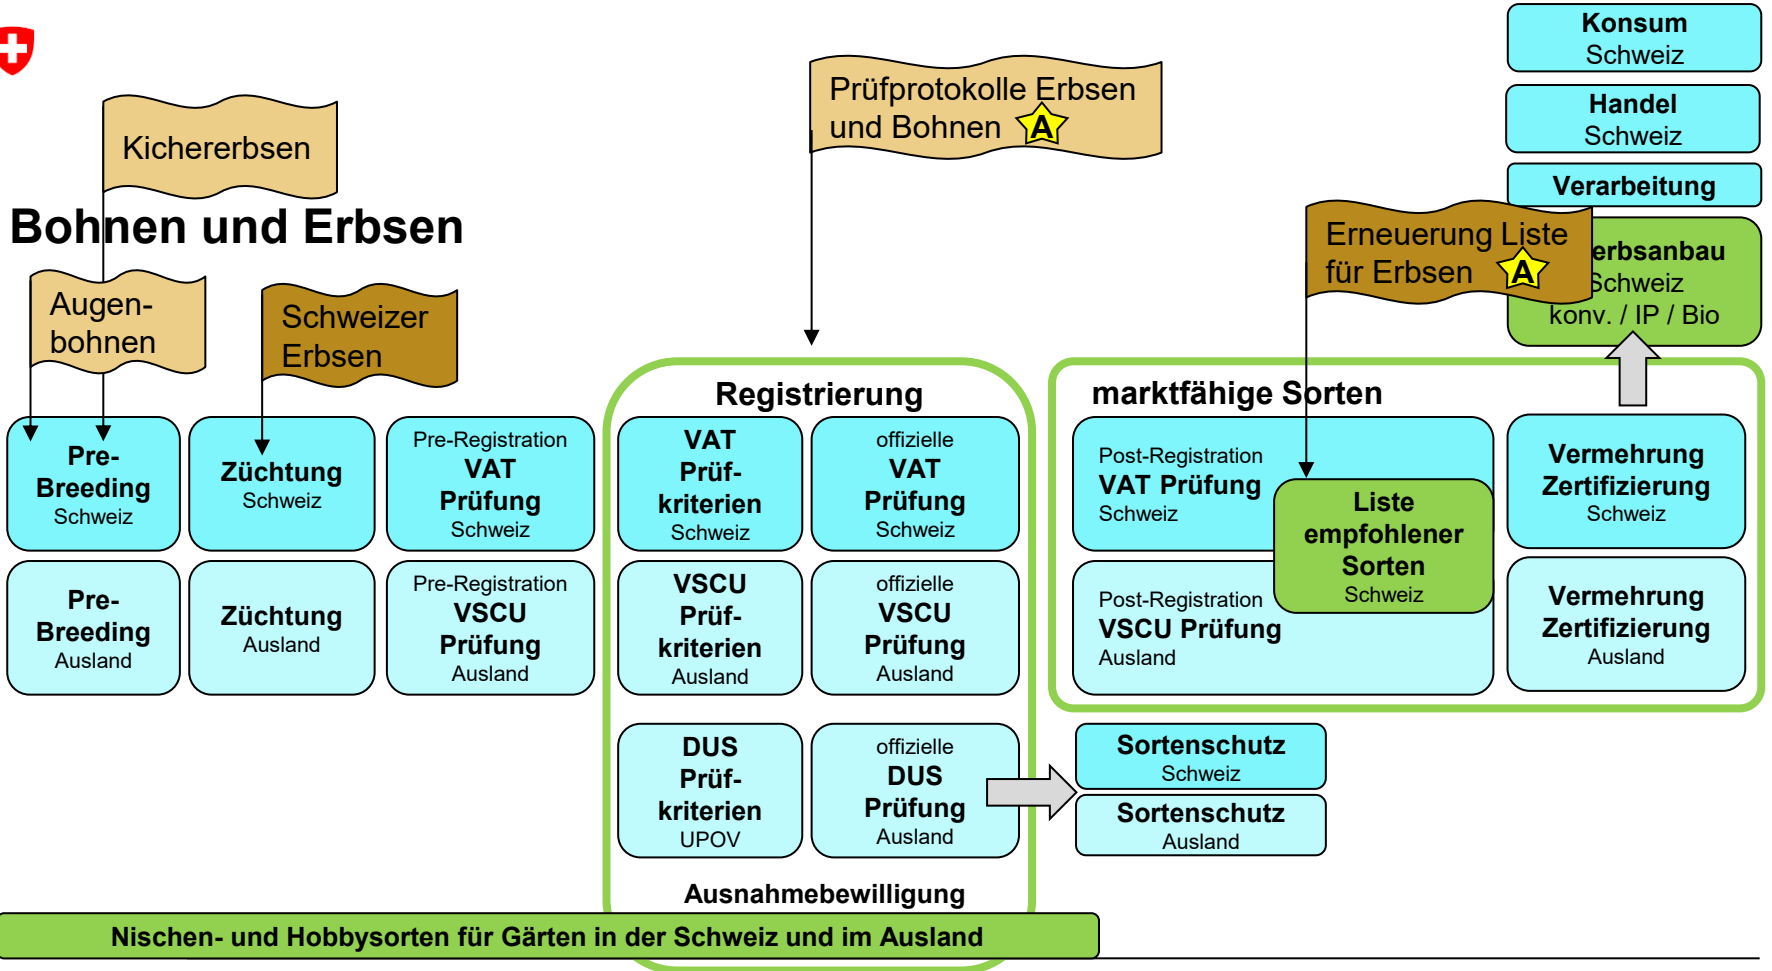 Konsum
Schweiz
Handel
Schweiz
Verarbeitung
erbsanbau
Schweiz
konv. / IP / Bio
Prüfprotokolle Erbsen
und Bohnen A
Kichererbsen
Bohnen und Erbsen
Erneuerung Liste
für Erbsen A
Augen-
bohnen
Schweizer
Erbsen
Registrierung
marktfähige Sorten
Pre-
Breeding
Schweiz
Züchtung
Schweiz
Pre-Registration
VAT
Prüfung
Schweiz
VAT
Prüf-
kriterien
Schweiz
offizielle
VAT
Prüfung
Schweiz
Post-Registration
VAT Prüfung
Schweiz
Liste
empfohlener
Sorten
Schweiz
Vermehrung
Zertifizierung
Schweiz
Pre-
Breeding
Ausland
Züchtung
Ausland
Pre-Registration
VSCU
Prüfung
Ausland
VSCU
Prüf-
kriterien
Ausland
offizielle
VSCU
Prüfung
Ausland
Post-Registration
VSCU Prüfung
Ausland
Vermehrung
Zertifizierung
Ausland
DUS
Prüf-
kriterien
UPOV
offizielle
DUS
Prüfung
Ausland
Sortenschutz
Schweiz
Sortenschutz
Ausland
Ausnahmebewilligung
Nischen- und Hobbysorten für Gärten in der Schweiz und im Ausland